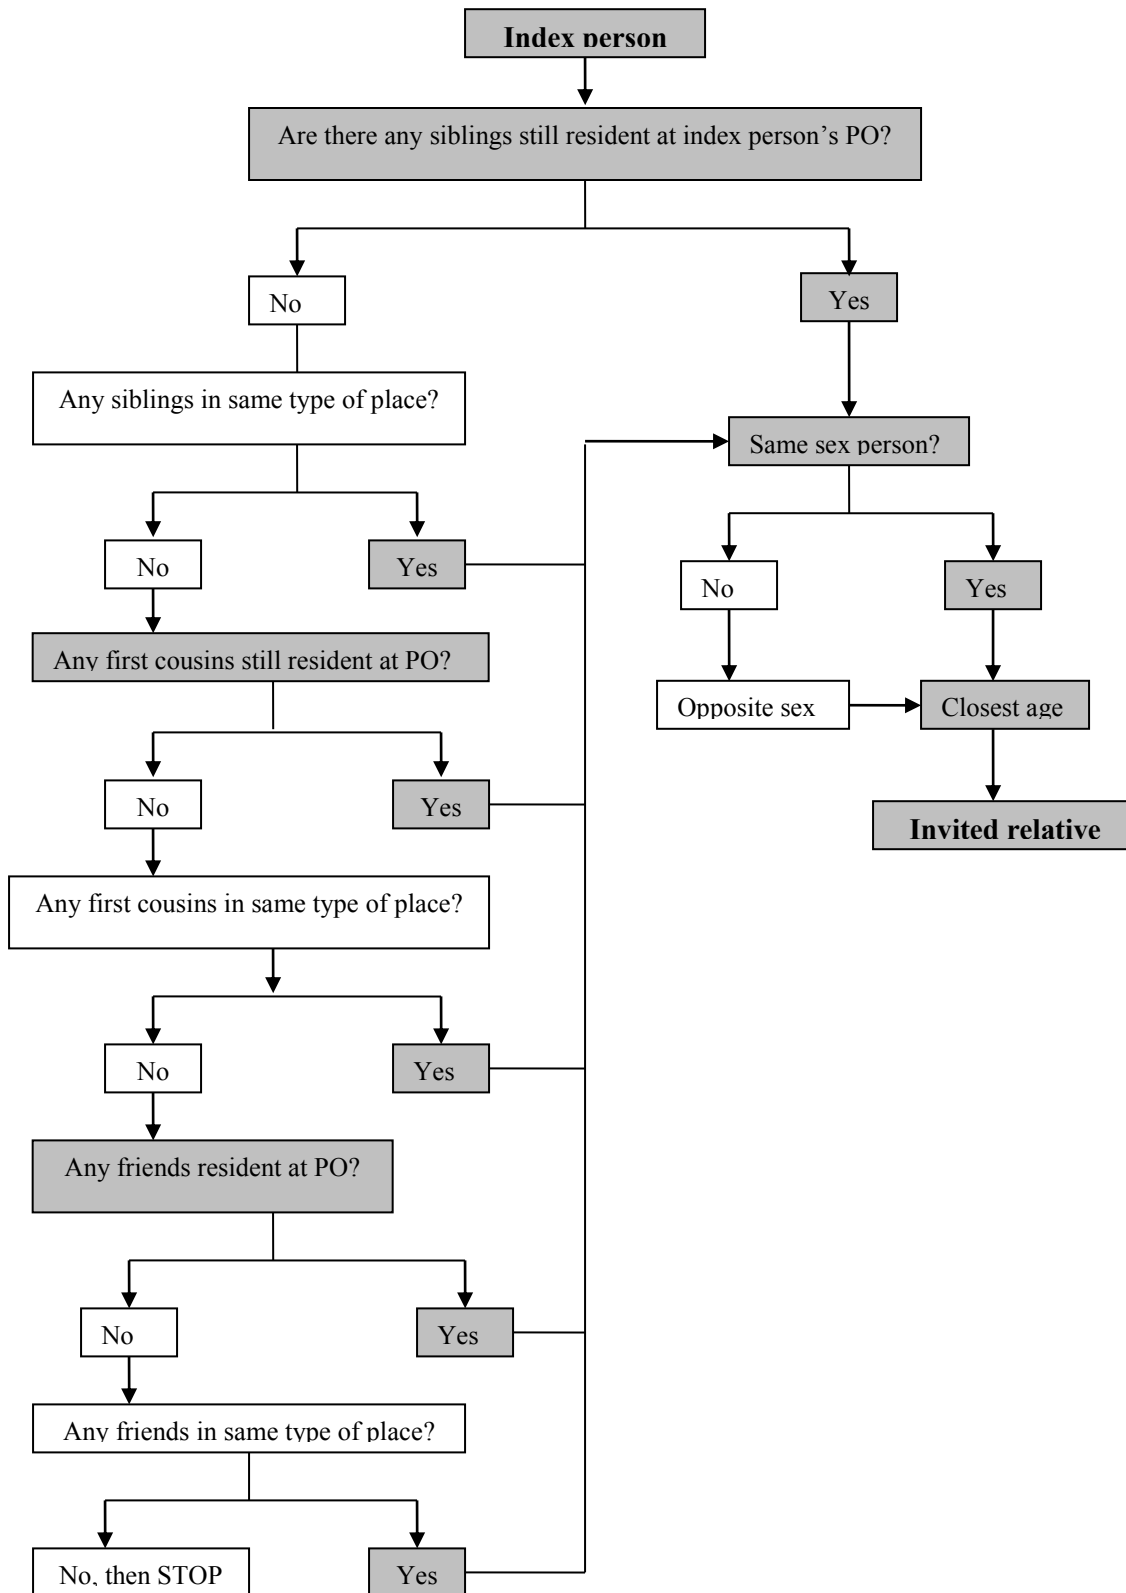 Index person
Are there any siblings still resident at index person’s PO?
No
Yes
Any siblings in same type of place?
Same sex person?
No
Yes
No
Yes
Any first cousins still resident at PO?
Opposite sex
Closest age
No
Yes
Invited relative
Any first cousins in same type of place?
No
Yes
Any friends resident at PO?
No
Yes
Any friends in same type of place?
No, then STOP
Yes